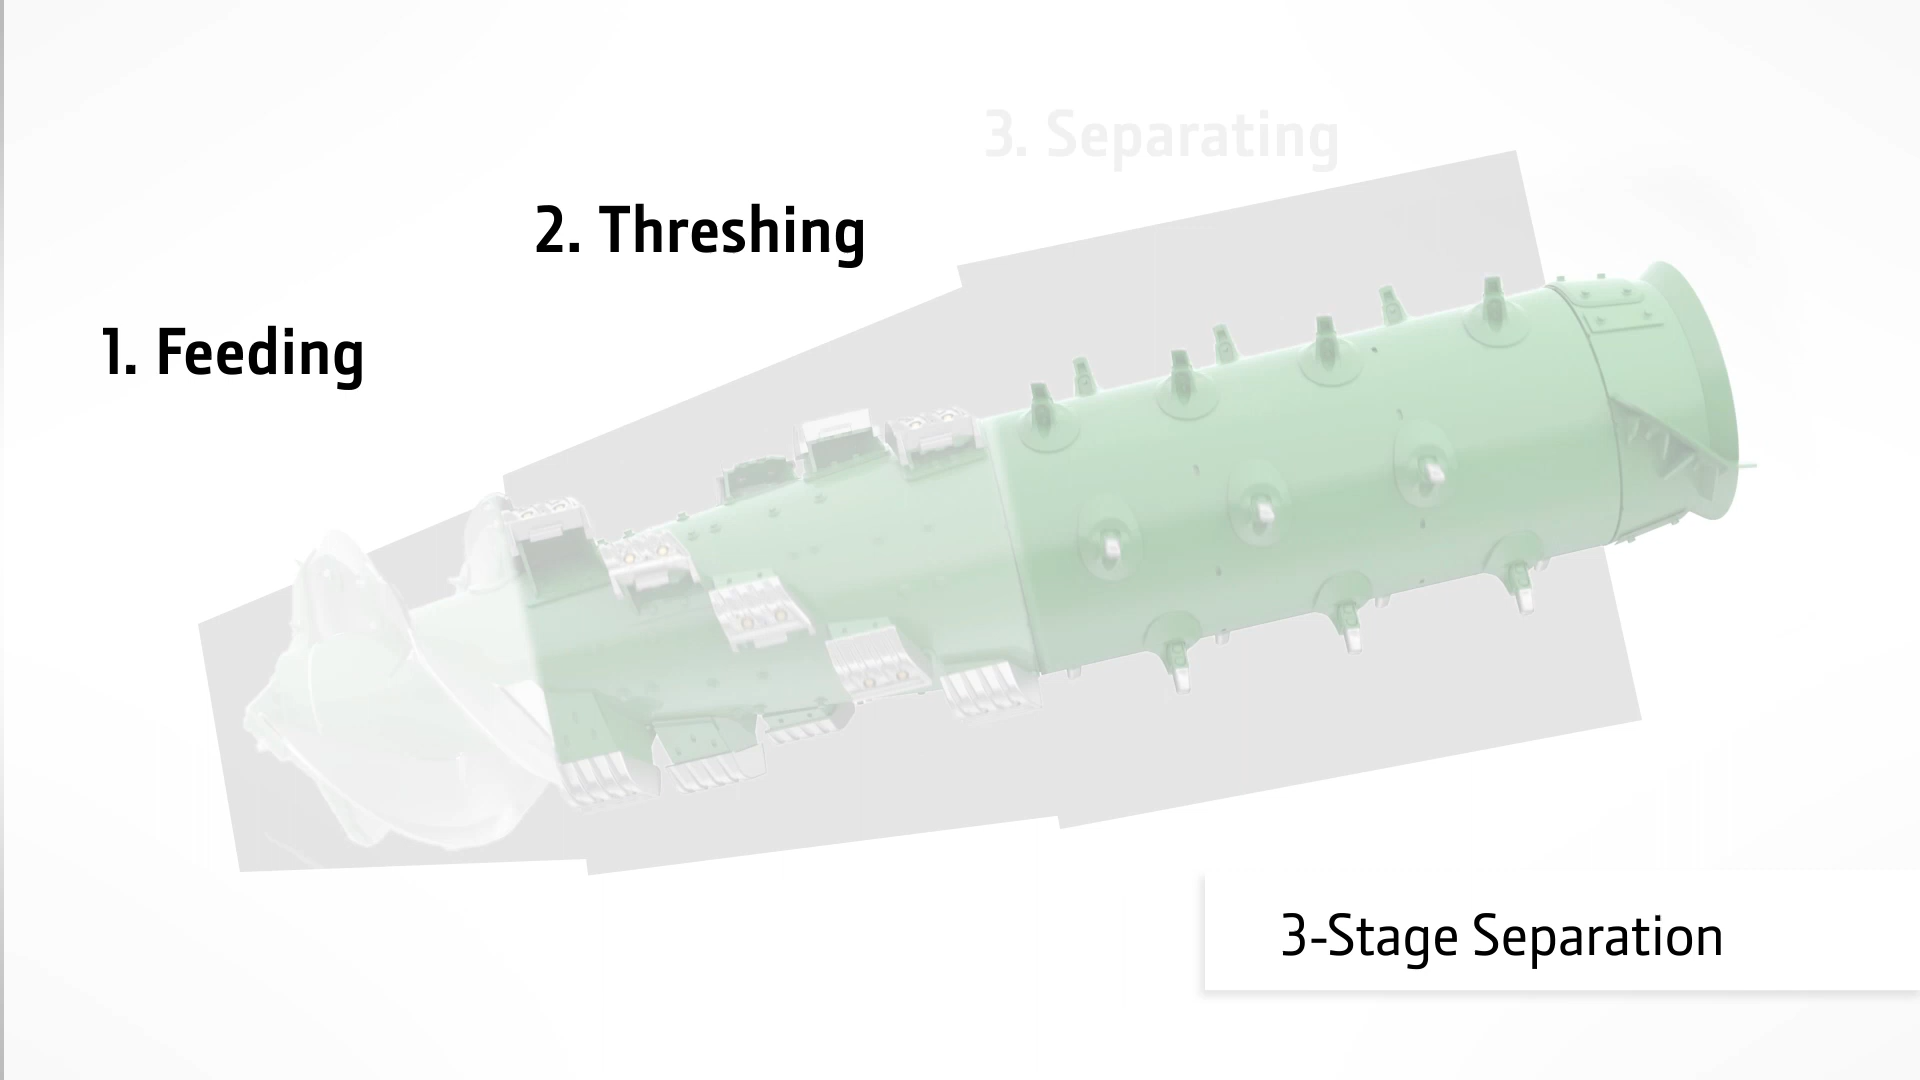 3. Separating
2. Threshing
1. Feeding
3-Stage Separation